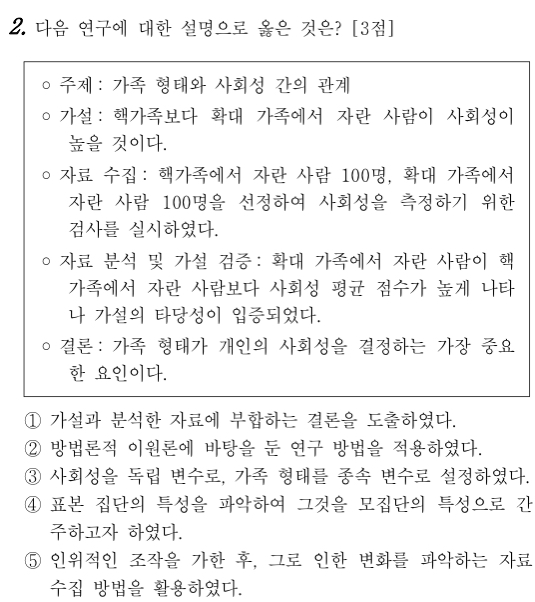 2. 다음 연구에 대한 설명으로 옳은 것은? [3점]
○ 주제 : 가족 형태와 사회성 간의 관계
○ 가설 : 핵가족보다 확대 가족에서 자란 사람이 사회성이
높을 것이다.
○ 자료 수집 : 핵가족에서 자란 사람 100명, 확대 가족에서
자란 사람 100명을 선정하여 사회성을 측정하기 위한
검사를 실시하였다.
○ 자료 분석 및 가설 검증 : 확대 가족에서 자란 사람이 핵
가족에서 자란 사람보다 사회성 평균 점수가 높게 나타
나 가설의 타당성이 입증되었다.
○ 결론 : 가족 형태가 개인의 사회성을 결정하는 가장 중요
한 요인이다.
① 가설과 분석한 자료에 부합하는 결론을 도출하였다.
② 방법론적 이원론에 바탕을 둔 연구 방법을 적용하였다.
③ 사회성을 독립 변수로, 가족 형태를 종속 변수로 설정하였다.
④ 표본 집단의 특성을 파악하여 그것을 모집단의 특성으로 간
주하고자 하였다.
⑤ 인위적인 조작을 가한 후, 그로 인한 변화를 파악하는 자료
수집 방법을 활용하였다.